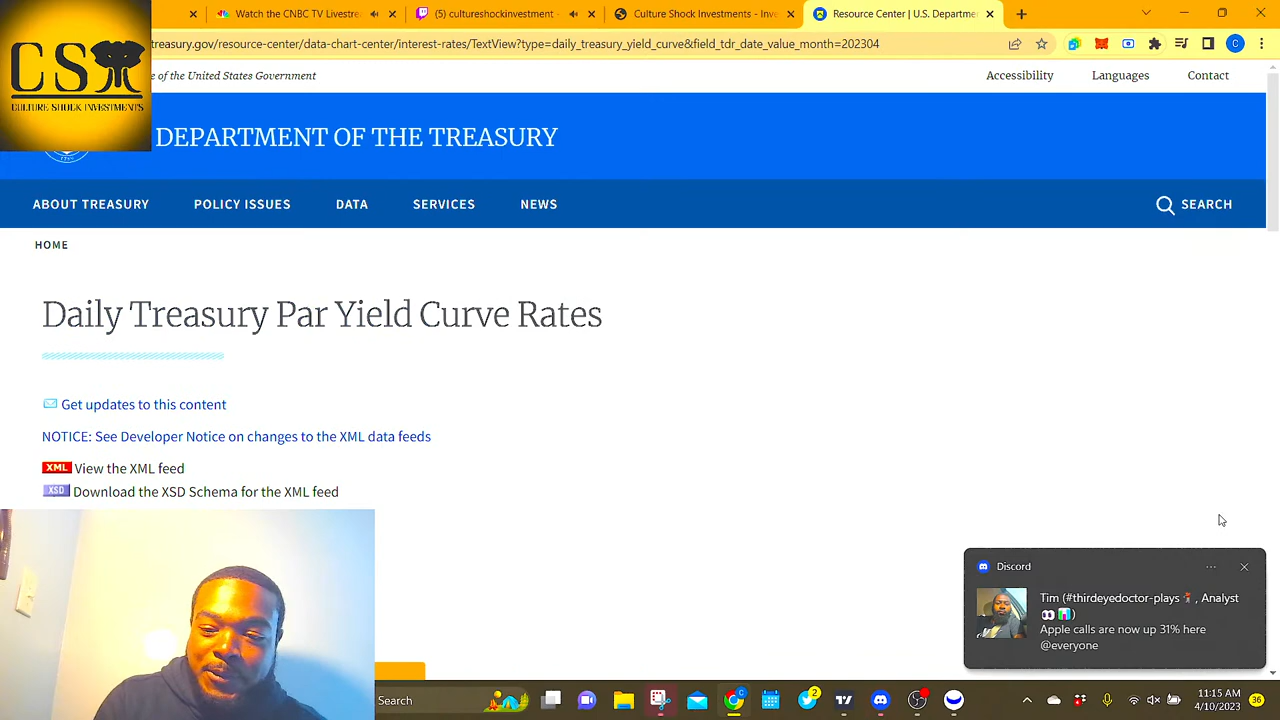 Watch the CNBC TV Livestre
(5) cultureshockinvestment -
Culture Shock Investments - Inv
Resource Center | U.S. Departme
treasury.gov/resource-center/data-chart-center/interest-rates/TextView?type=daily_treasury_yield_curve&field_tdr_date_value_month=202304
CS
CULTURE SHOCK INVESTMENTS
e of the United States Government
Accessibility
Languages
Contact
DEPARTMENT OF THE TREASURY
ABOUT TREASURY
POLICY ISSUES
DATA
SERVICES
NEWS
SEARCH
HOME
Daily Treasury Par Yield Curve Rates
Get updates to this content
NOTICE: See Developer Notice on changes to the XML data feeds
XML View the XML feed
XSD Download the XSD Schema for the XML feed
Discord
Tim (#thirdeyedoctor-plays, Analyst
)
Apple calls are now up 31% here
@everyone
Search
C
2
11:15 AM
4/10/2023
36